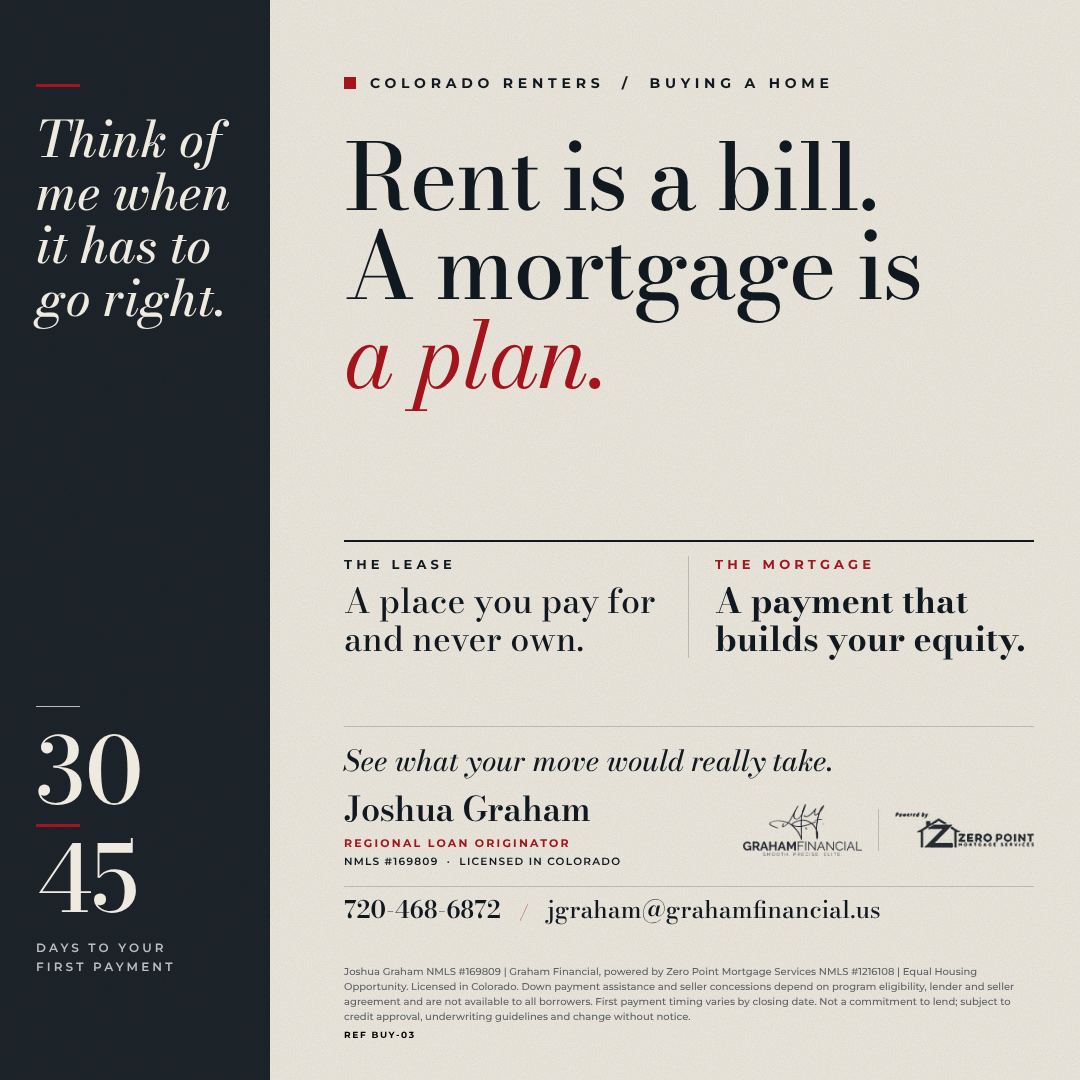 Think of
me when
it has to
go right.
30
45
DAYS TO YOUR
FIRST PAYMENT
COLORADO RENTERS / BUYING A HOME
Rent is a bill.
A mortgage is
a plan.
THE LEASE
A place you pay for
and never own.
THE MORTGAGE
A payment that
builds your equity.
See what your move would really take.
Joshua Graham
REGIONAL LOAN ORIGINATOR
NMLS #169809 · LICENSED IN COLORADO
GRAHAMFINANCIAL
SMOOTH PRECISE ELITE
Powered by
ZERO POINT
MORTGAGE SERVICES
720-468-6872 / jgraham@grahamfinancial.us
Joshua Graham NMLS #169809 | Graham Financial, powered by Zero Point Mortgage Services NMLS #1216108 | Equal Housing
Opportunity. Licensed in Colorado. Down payment assistance and seller concessions depend on program eligibility, lender and seller
agreement and are not available to all borrowers. First payment timing varies by closing date. Not a commitment to lend; subject to
credit approval, underwriting guidelines and change without notice.
REF BUY-03